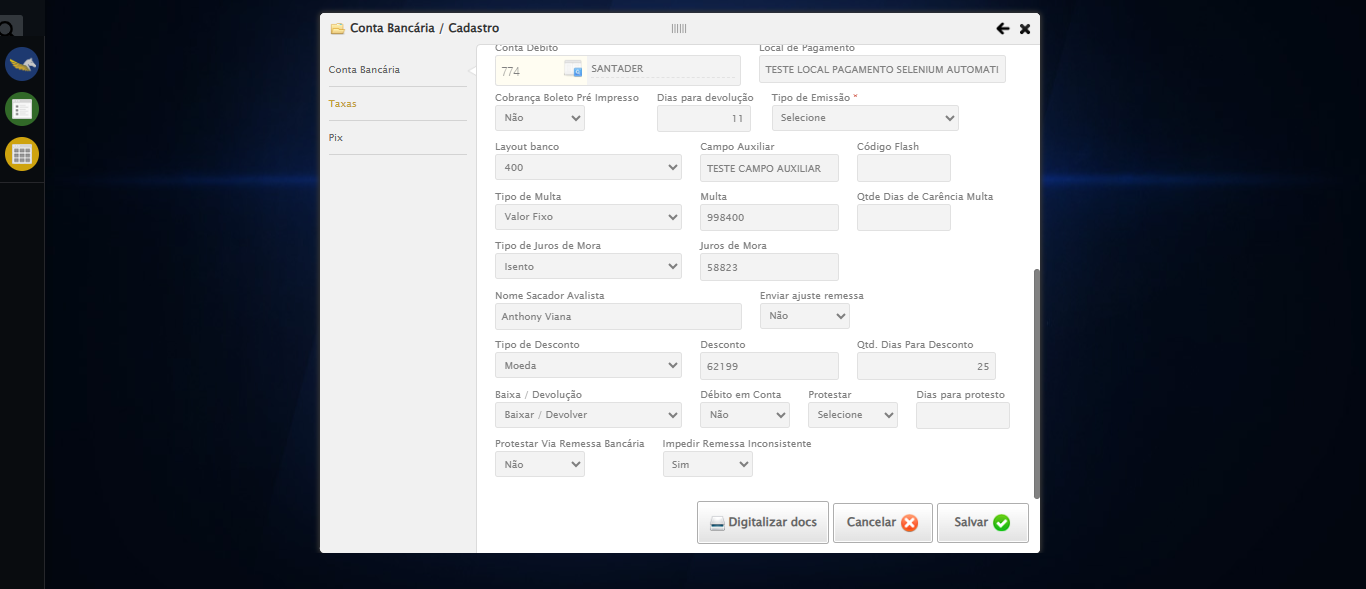 Conta Bancária / Cadastro
Conta Bancária
Taxas
Pix
Conta Débito Local de Pagamento
774 SANTADER TESTE LOCAL PAGAMENTO SELENIUM AUTOMATI
Cobrança Boleto Pré Impresso Dias para devolução Tipo de Emissão *
Não 11 Selecione
Layout banco Campo Auxiliar Código Flash
400 TESTE CAMPO AUXILIAR
Tipo de Multa Multa Qtde Dias de Carência Multa
Valor Fixo 998400
Tipo de Juros de Mora Juros de Mora
Isento 58823
Nome Sacador Avalista Enviar ajuste remessa
Anthony Viana Não
Tipo de Desconto Desconto Qtd. Dias Para Desconto
Moeda 62199 25
Baixa / Devolução Débito em Conta Protestar Dias para protesto
Baixar / Devolver Não Selecione
Protestar Via Remessa Bancária Impedir Remessa Inconsistente
Não Sim
Digitalizar docs Cancelar Salvar